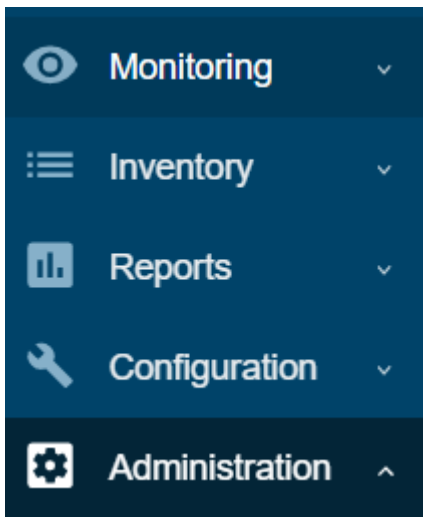 Monitoring
Inventory
Reports
Configuration
Administration